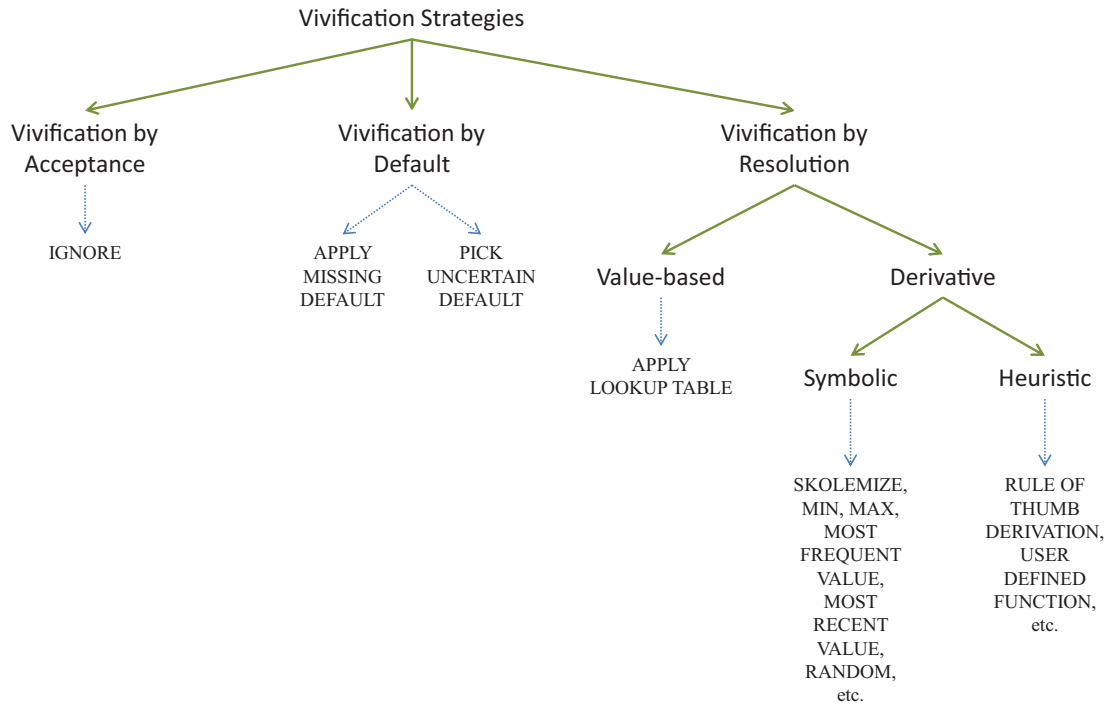 Vivification Strategies
Vivification by
Acceptance
Vivification by
Default
Vivification by
Resolution
IGNORE
APPLY
MISSING
DEFAULT
PICK
UNCERTAIN
DEFAULT
Value-based
Derivative
APPLY
LOOKUP TABLE
Symbolic
Heuristic
SKOLEMIZE,
MIN, MAX,
MOST
FREQUENT
VALUE,
MOST
RECENT
VALUE,
RANDOM,
etc.
RULE OF
THUMB
DERIVATION,
USER
DEFINED
FUNCTION,
etc.